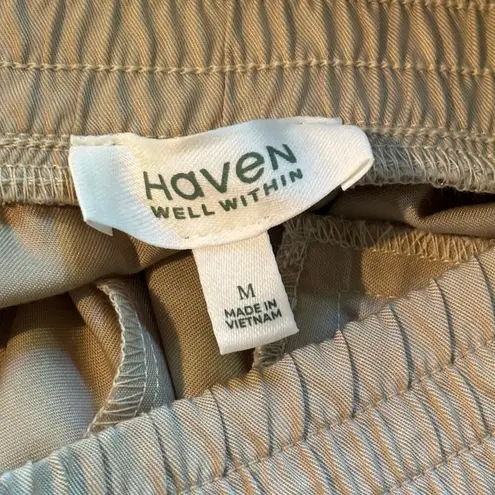 HaveN
WELL WITHIN
M
MADE IN
VIETNAM